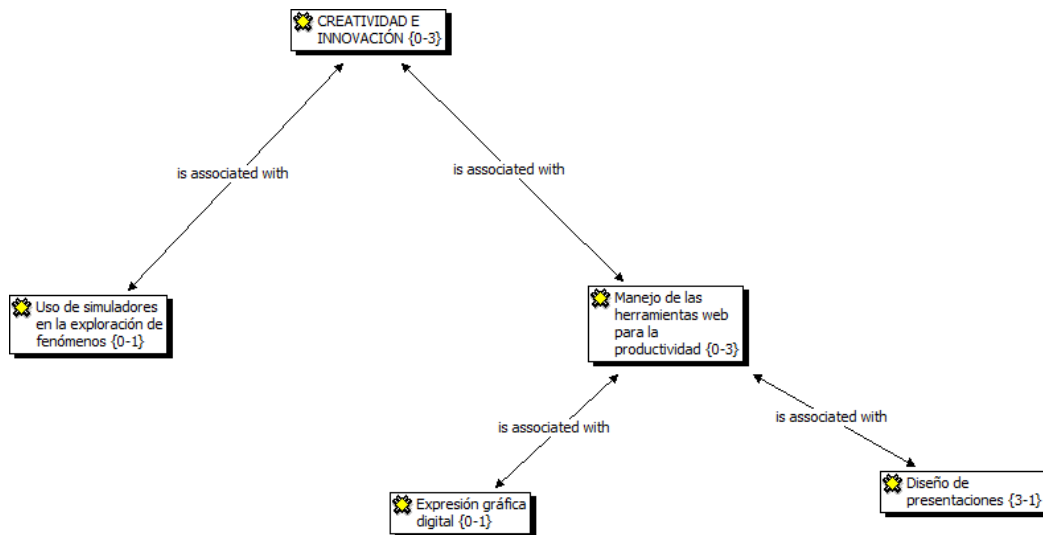 CREATIVIDAD E
INNOVACIÓN {0-3}
is associated with
is associated with
Uso de simuladores
en la exploración de
fenómenos {0-1}
Manejo de las
herramientas web
para la
productividad {0-3}
is associated with
is associated with
Expresión gráfica
digital {0-1}
Diseño de
presentaciones {3-1}